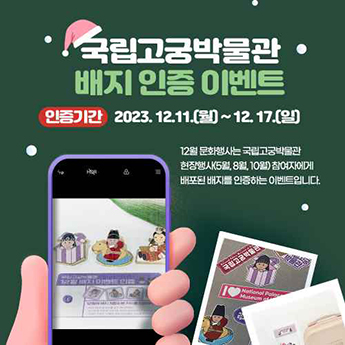 국립고궁박물관
배지 인증 이벤트
인증기간 2023. 12.11.(월) ~ 12. 17.(일)
12월 문화행사는 국립고궁박물관
현장행사(5월, 8월, 10월) 참여자에게
배포된 배지를 인증하는 이벤트입니다.
국립고궁박물관
I
National Palace
Museum of